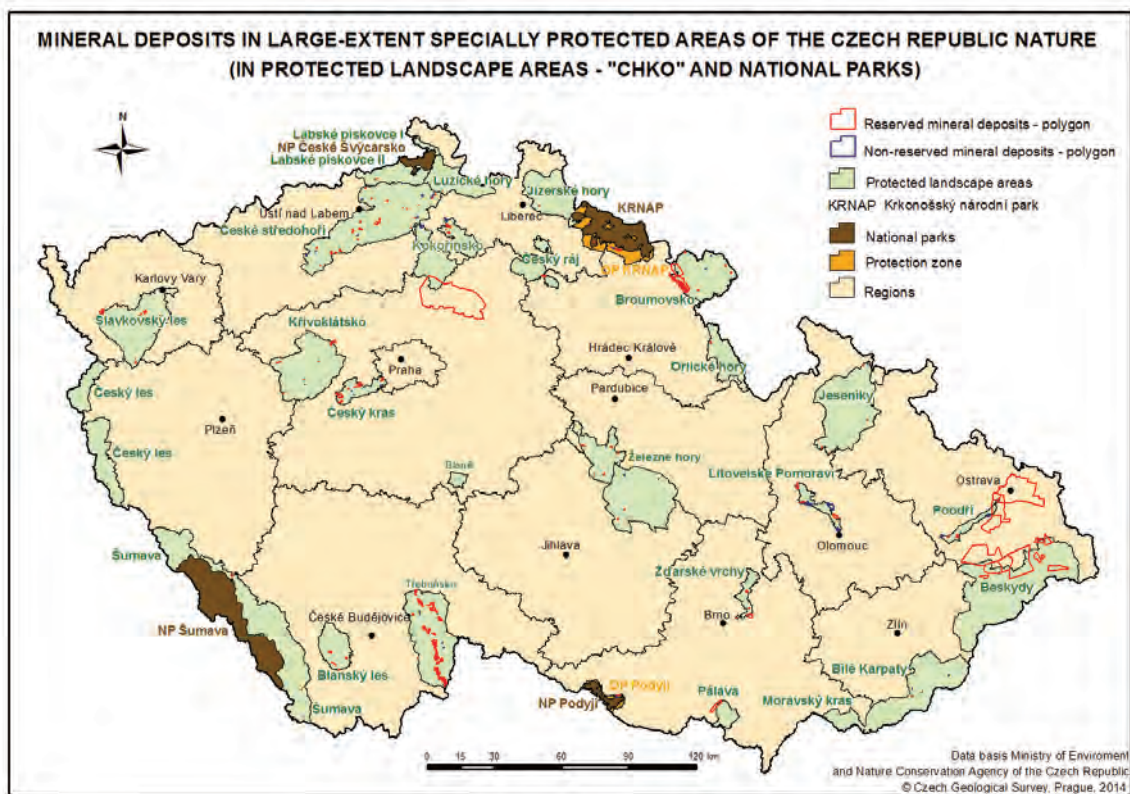 MINERAL DEPOSITS IN LARGE-EXTENT SPECIALLY PROTECTED AREAS OF THE CZECH REPUBLIC NATURE
(IN PROTECTED LANDSCAPE AREAS - "CHKO" AND NATIONAL PARKS)
N
Reserved mineral deposits - polygon
Non-reserved mineral deposits - polygon
Protected landscape areas
KRNAP Krkonošský národní park
National parks
Protection zone
Regions
Labské pískovce I
NP České Švýcarsko
Labské pískovce II
Lužické hory
Jizerské hory
Ústí nad Labem
Liberec
KRNAP
České středohoří
Kokořínsko
Český ráj
OP KRNAP
Karlovy Vary
Broumovsko
Slavkovský les
Křivoklátsko
Hradec Králové
Praha
Orlické hory
Český les
Pardubice
Jeseníky
Český kras
Plzeň
Český les
Železné hory
Blaník
Litovelské Pomoraví
Ostrava
Poodří
Jihlava
Olomouc
Šumava
Žďárské vrchy
Třeboňsko
Beskydy
České Budějovice
Brno
Zlín
NP Šumava
Blanský les
Bílé Karpaty
OP Podyjí
Pálava
Moravský kras
NP Podyjí
Šumava
0 15 30 60 90 120 km
Data basis Ministry of Enviroment
and Nature Conservation Agency of the Czech Republic
© Czech Geological Survey, Prague, 2014